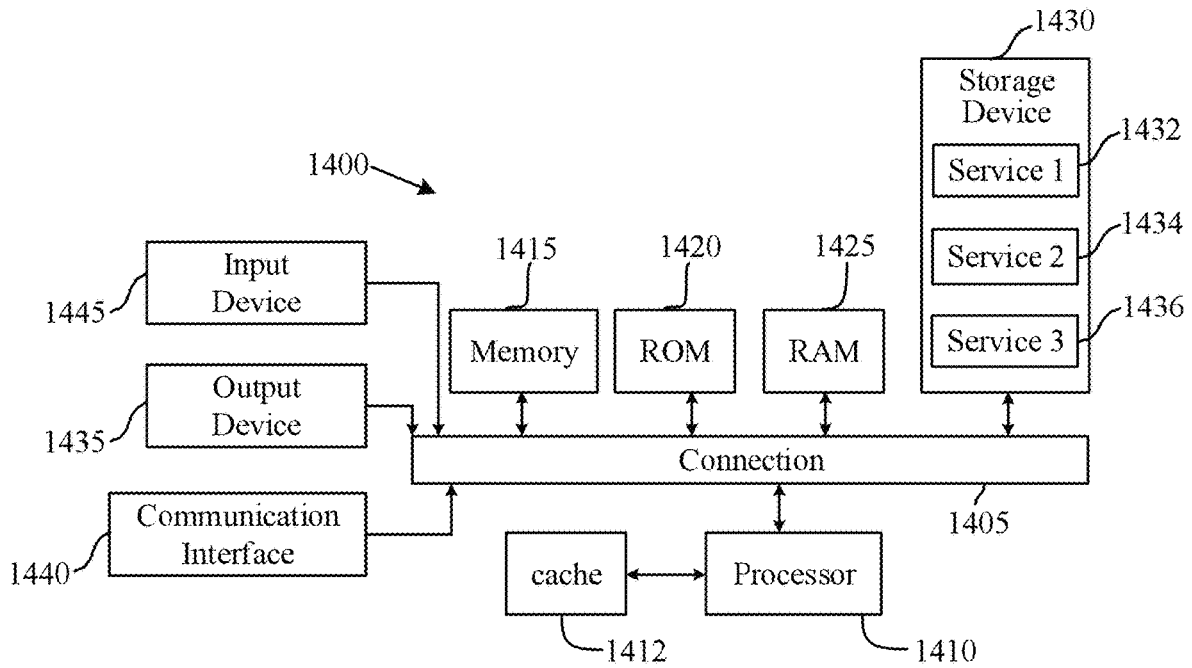 1430
Storage
Device
1432
Service 1
1400
1434
Service 2
1415
1420
1425
Input
Device
1445
1436
Service 3
Memory
ROM
RAM
Output
Device
1435
Connection
1405
Communication
Interface
1440
cache
Processor
1412
1410